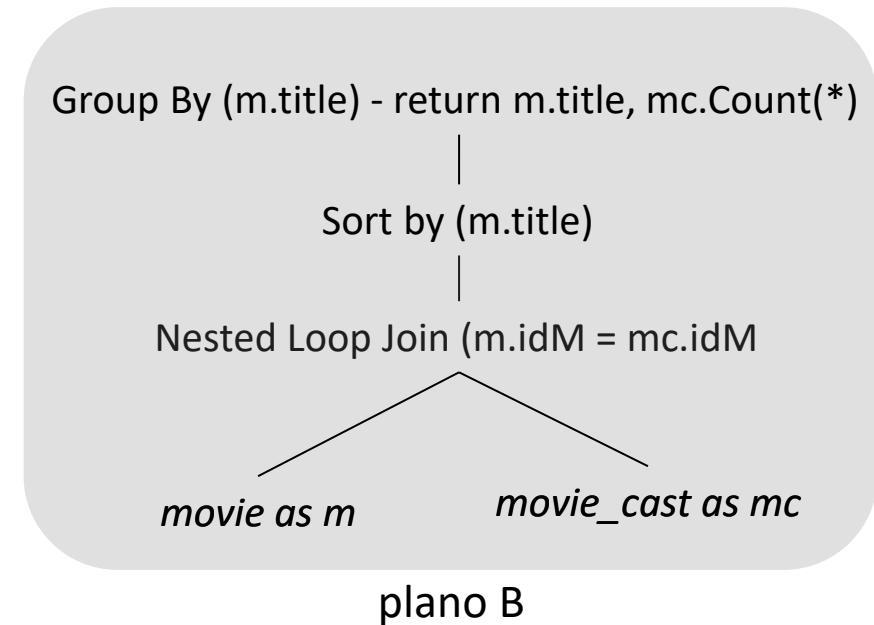 Group By (m.title) - return m.title, mc.Count(*)
Sort by (m.title)
Nested Loop Join (m.idM = mc.idM
movie as m
movie_cast as mc
plano B